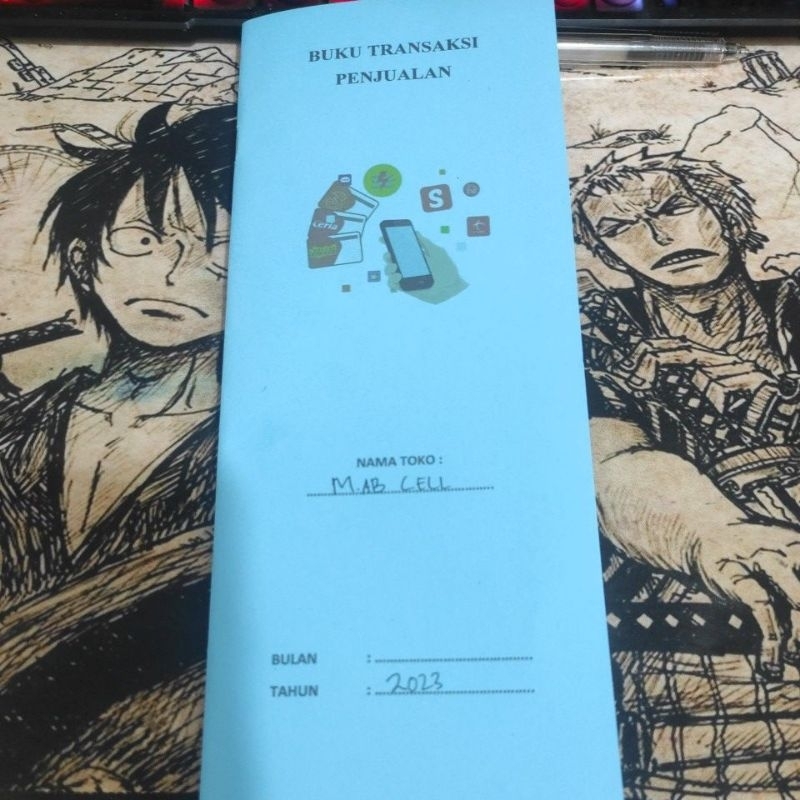 BUKU TRANSAKSI
PENJUALAN
S
NAMA TOKO :
M.AB CELL
BULAN : 
TAHUN : 2023